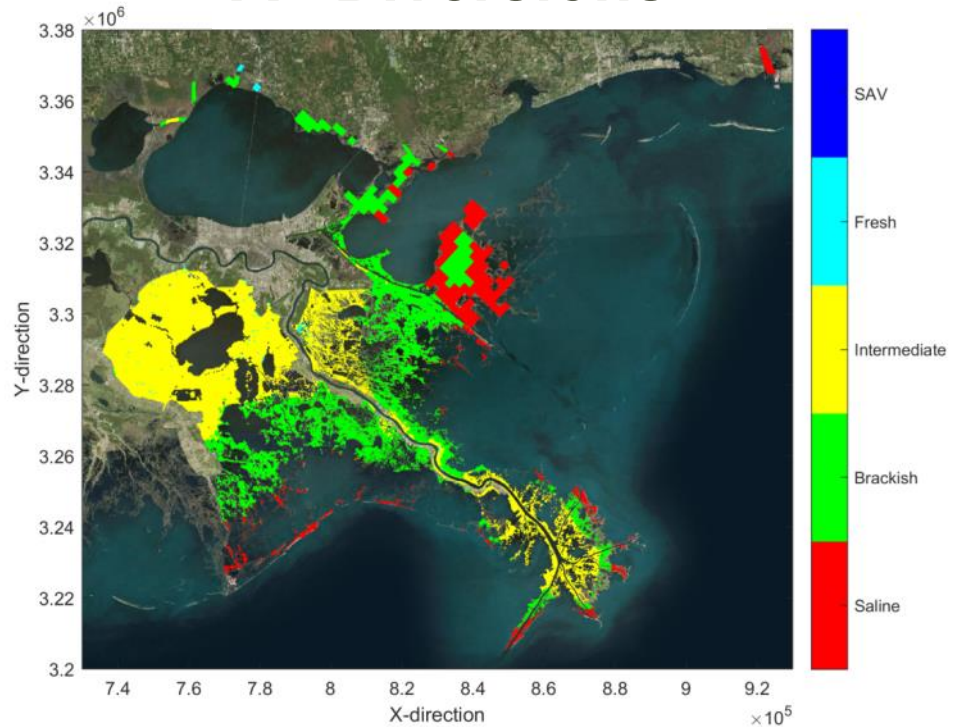 ×10⁶
3.38
3.36
3.34
3.32
3.3
3.28
3.26
3.24
3.22
3.2
Y-direction
7.4 7.6 7.8 8 8.2 8.4 8.6 8.8 9 9.2
×10⁵
X-direction
SAV
Fresh
Intermediate
Brackish
Saline